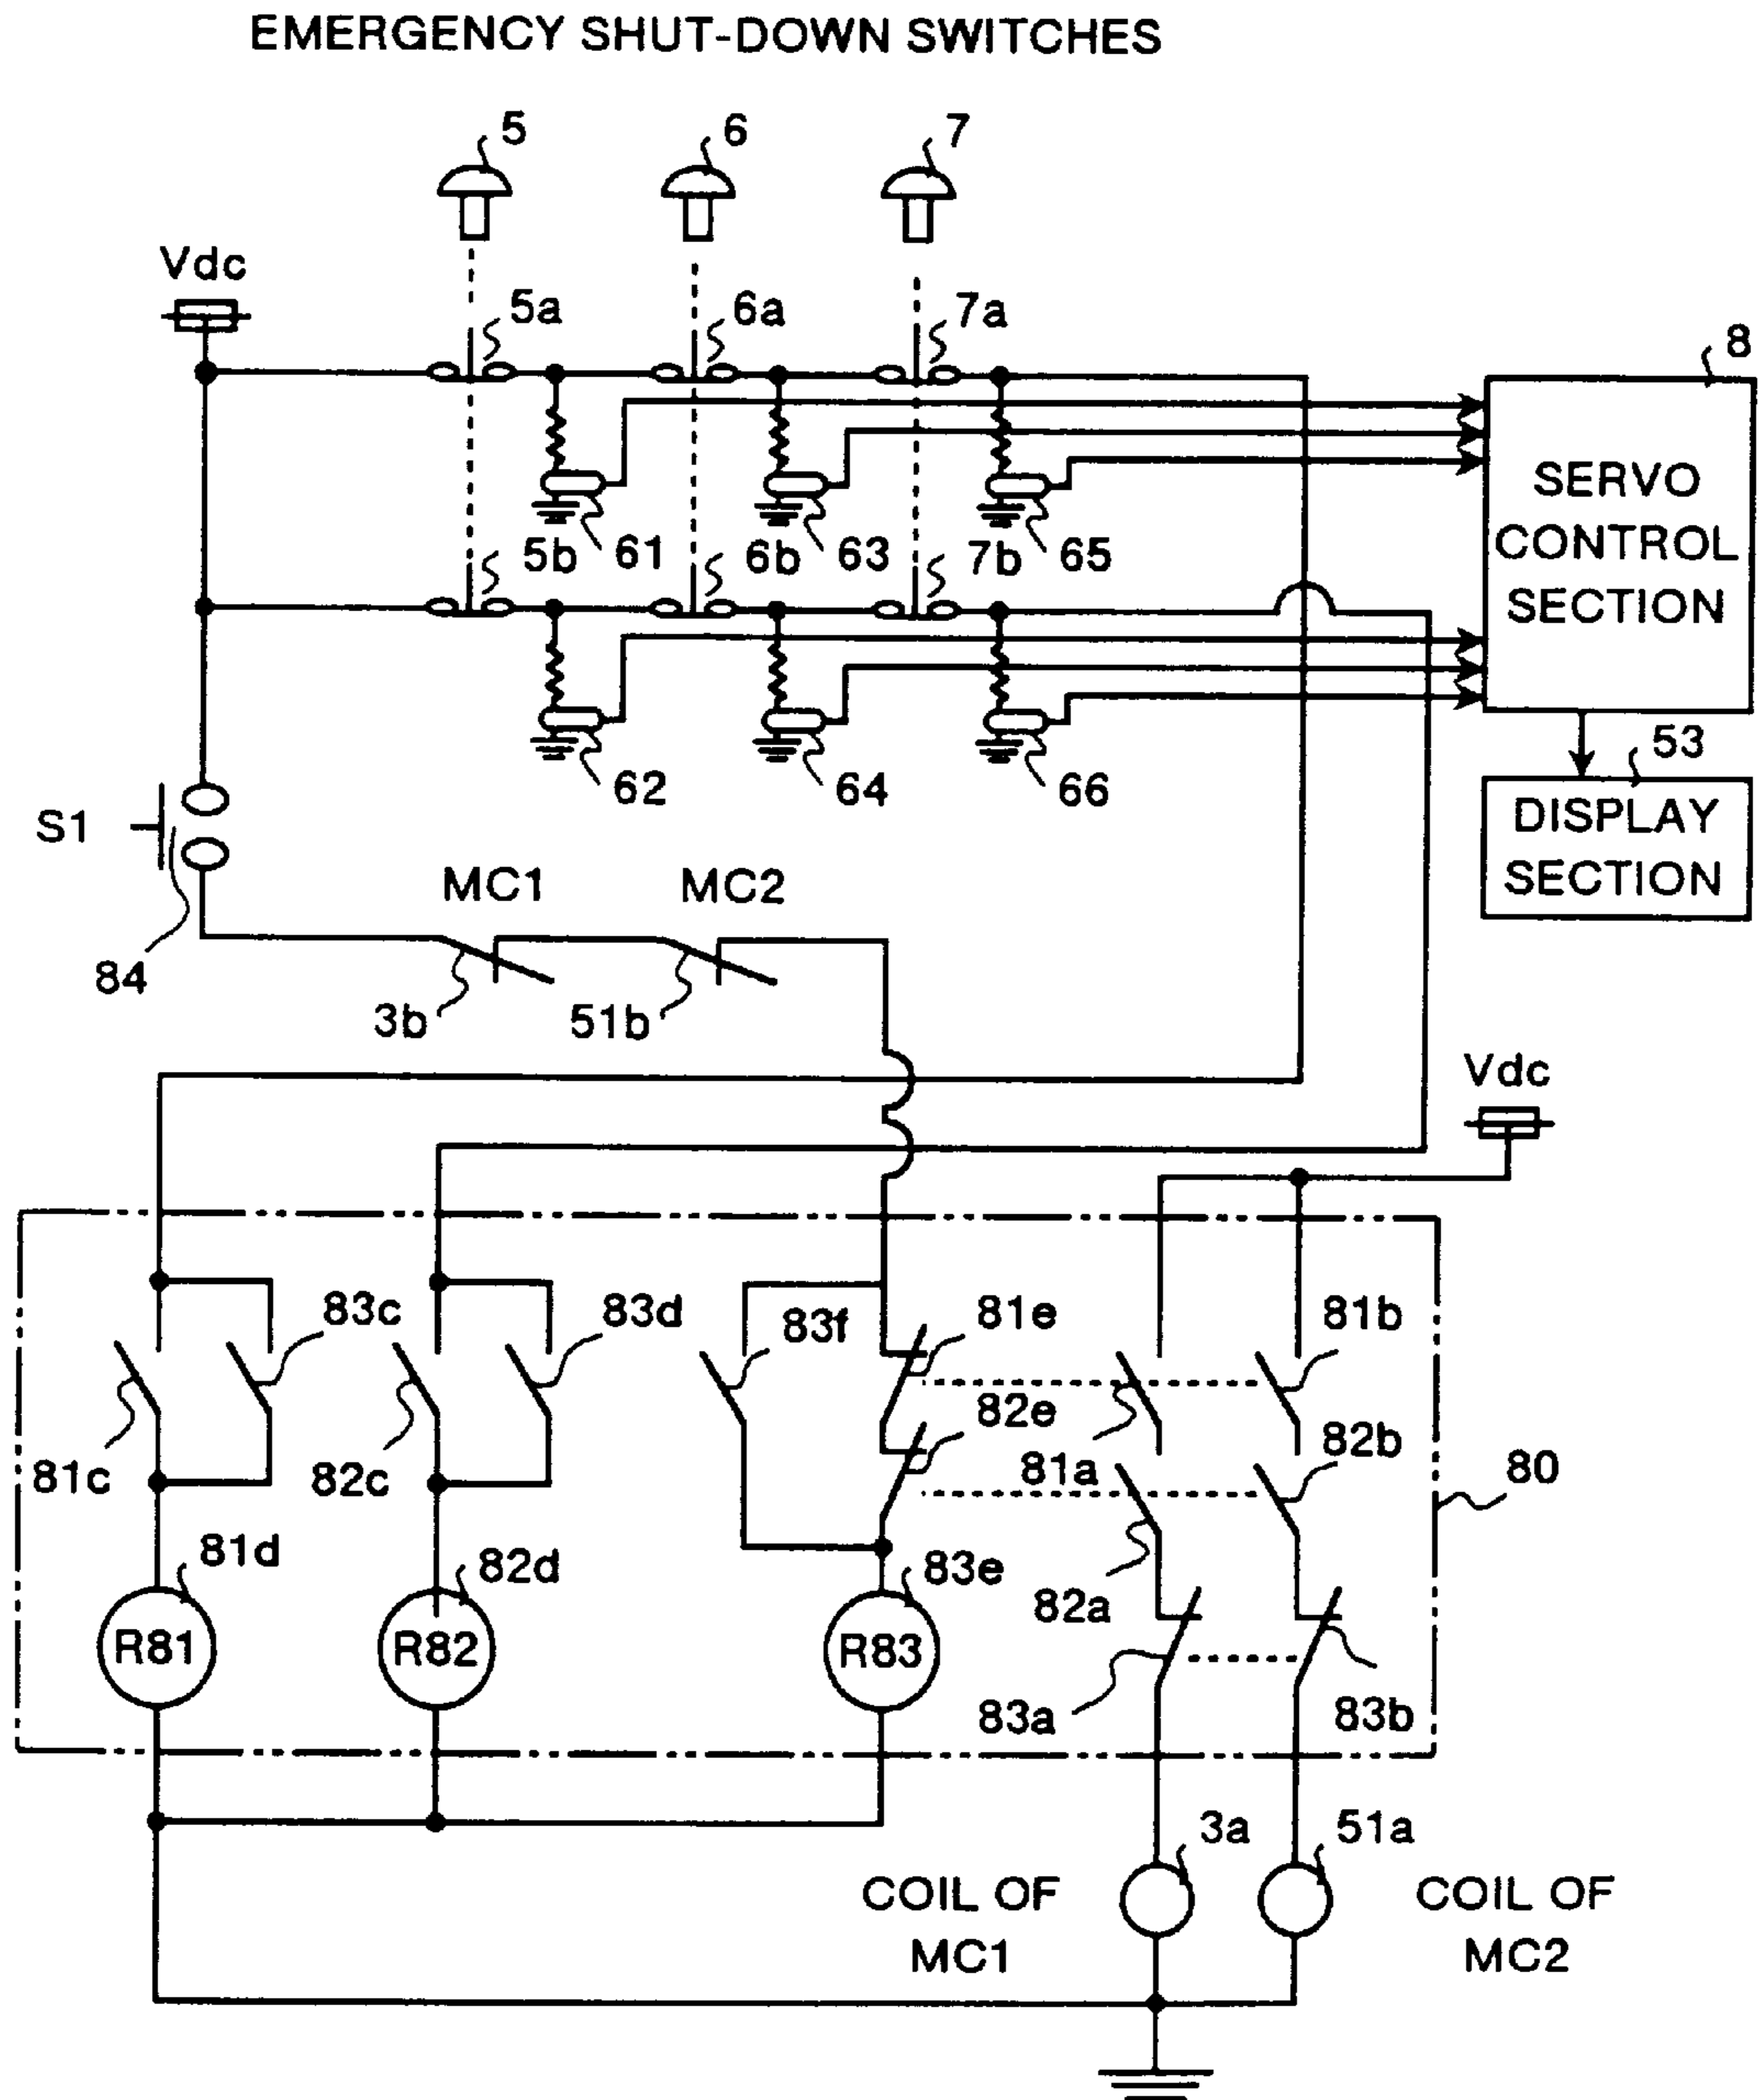 EMERGENCY SHUT-DOWN SWITCHES
5
6
7
Vdc
5a
6a
7a
8
SERVO
CONTROL
SECTION
5b
61
6b
63
7b
65
62
64
66
53
DISPLAY
SECTION
S1
84
MC1
MC2
3b
51b
Vdc
83c
83d
83f
81e
81b
82e
81c
82c
81a
82b
80
81d
82d
83e
82a
R81
R82
R83
83a
83b
3a
51a
COIL OF
MC1
COIL OF
MC2